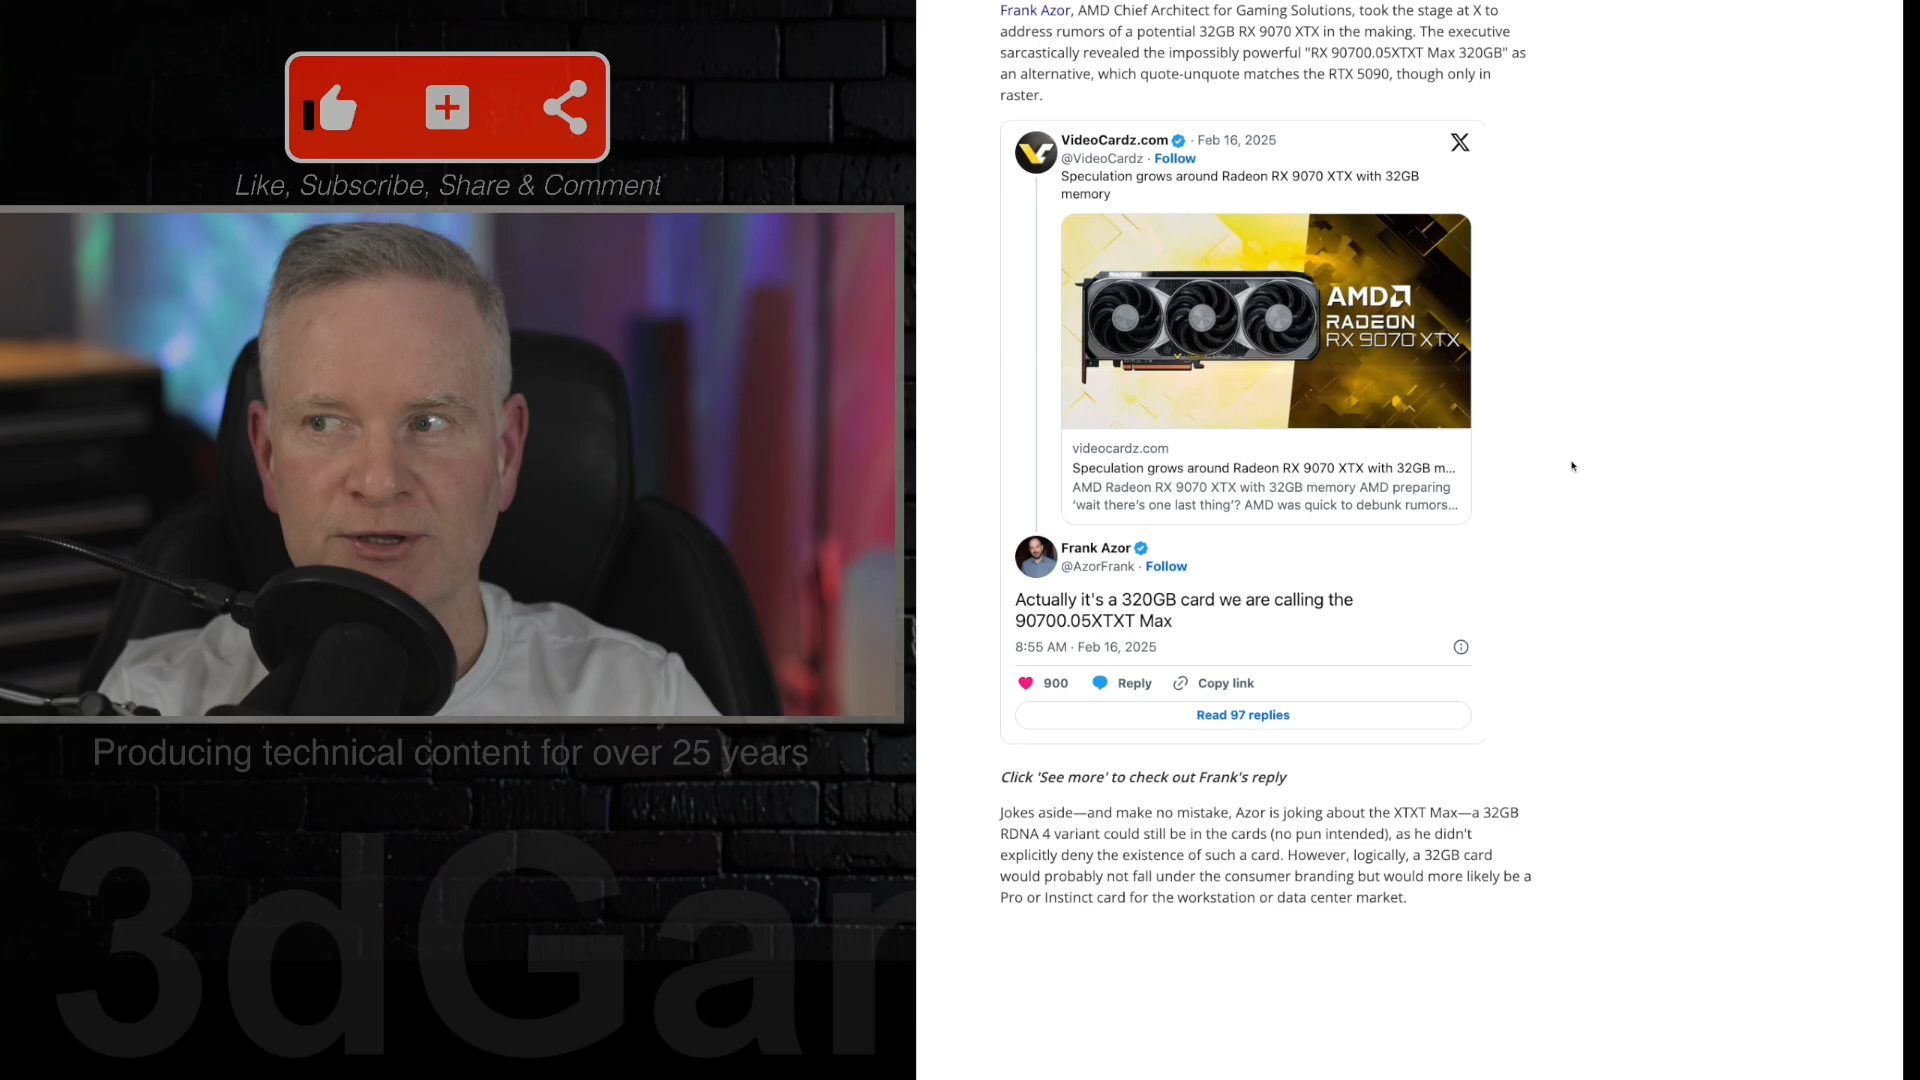 Like, Subscribe, Share & Comment
Producing technical content for over 25 years
3dGa
Frank Azor, AMD Chief Architect for Gaming Solutions, took the stage at X to
address rumors of a potential 32GB RX 9070 XTX in the making. The executive
sarcastically revealed the impossibly powerful "RX 90700.05XTXT Max 320GB" as
an alternative, which quote-unquote matches the RTX 5090, though only in
raster.
VideoCardz.com · Feb 16, 2025
@VideoCardz · Follow
Speculation grows around Radeon RX 9070 XTX with 32GB
memory
RADEON
AMD
RADEON
RX 9070 XTX
videocardz.com
Speculation grows around Radeon RX 9070 XTX with 32GB m...
AMD Radeon RX 9070 XTX with 32GB memory AMD preparing
‘wait there’s one last thing’? AMD was quick to debunk rumors...
Frank Azor
@AzorFrank · Follow
Actually it's a 320GB card we are calling the
90700.05XTXT Max
8:55 AM · Feb 16, 2025
900 Reply Copy link
Read 97 replies
Click 'See more' to check out Frank's reply
Jokes aside—and make no mistake, Azor is joking about the XTXT Max—a 32GB
RDNA 4 variant could still be in the cards (no pun intended), as he didn't
explicitly deny the existence of such a card. However, logically, a 32GB card
would probably not fall under the consumer branding but would more likely be a
Pro or Instinct card for the workstation or data center market.